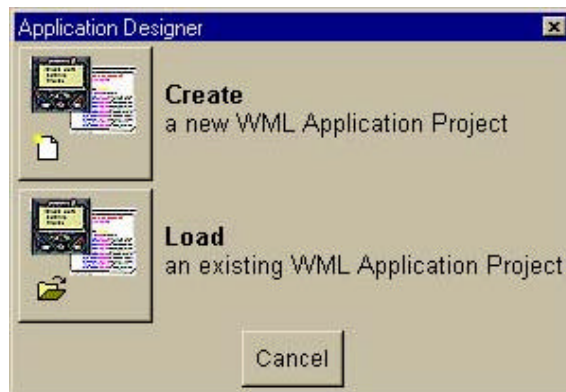 Application Designer
Create
a new WML Application Project
Load
an existing WML Application Project
Cancel